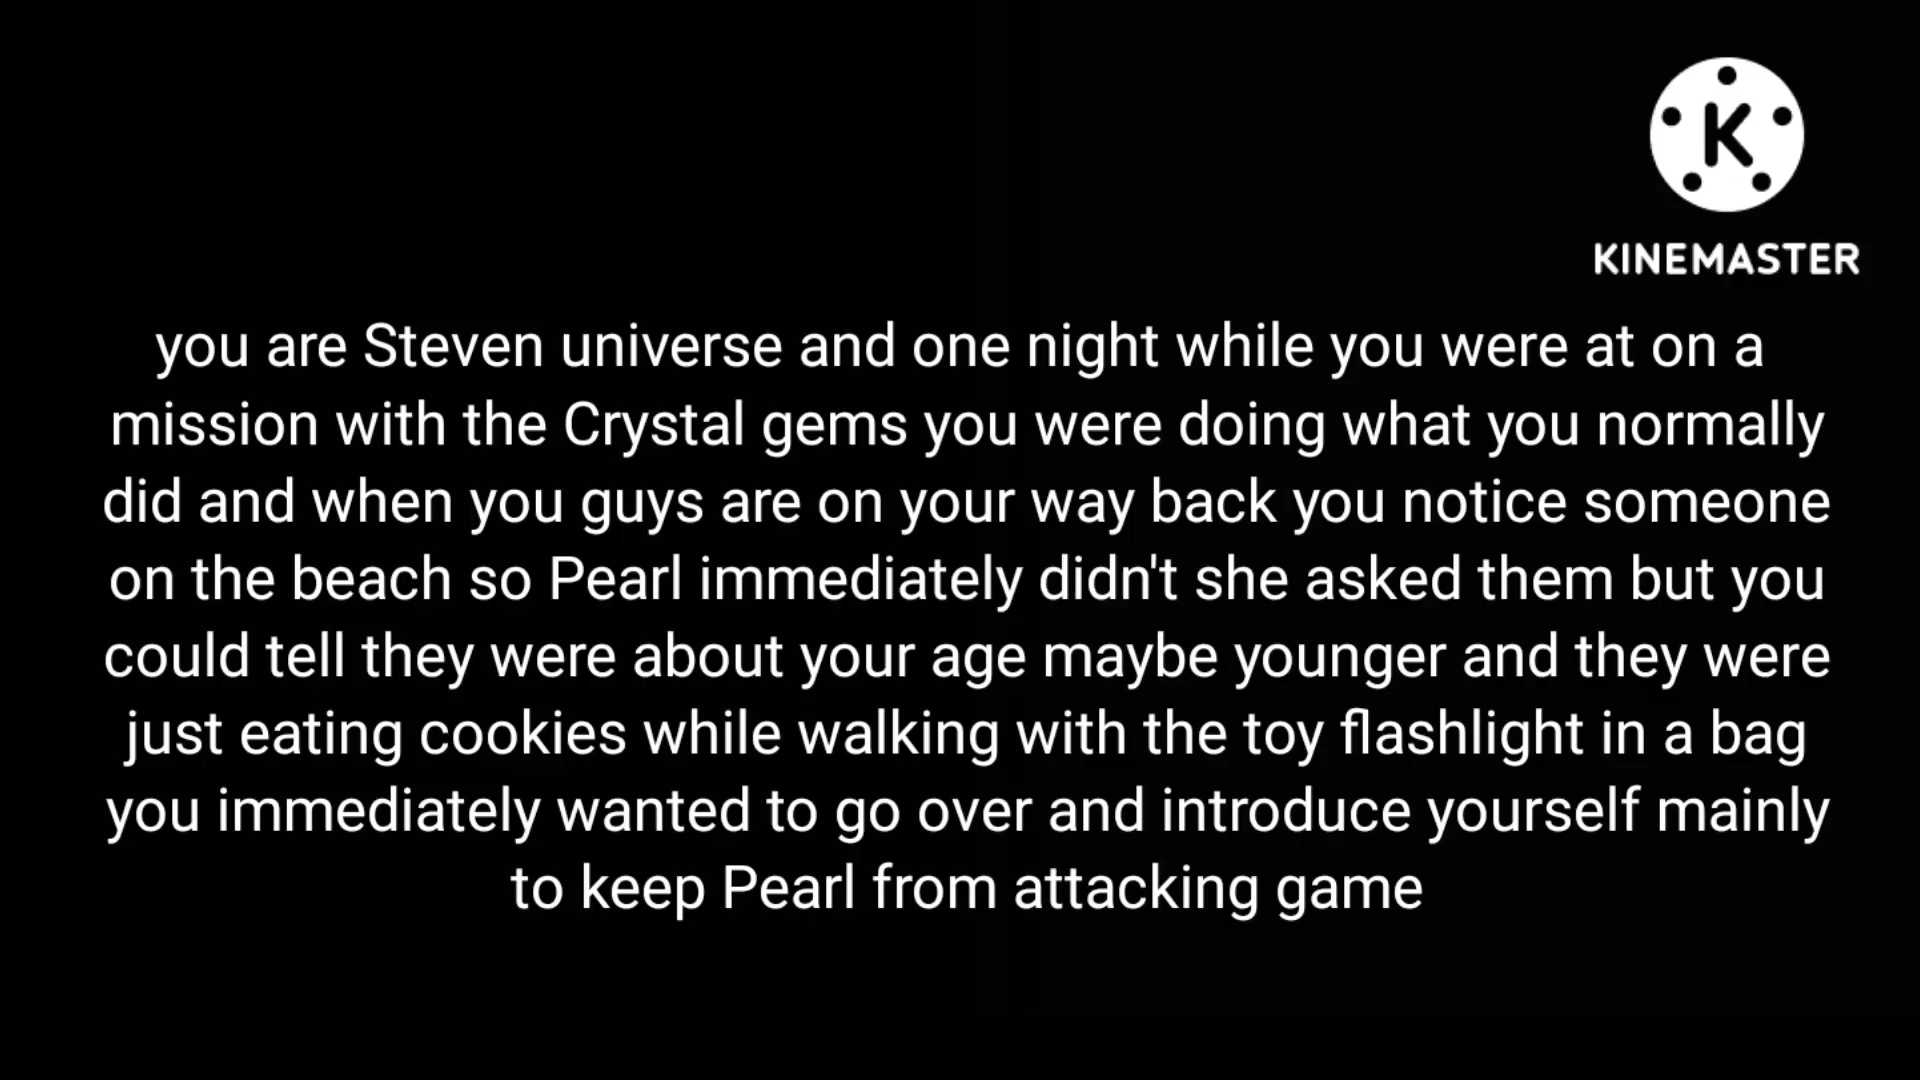 K
KINEMASTER
you are Steven universe and one night while you were at on a
mission with the Crystal gems you were doing what you normally
did and when you guys are on your way back you notice someone
on the beach so Pearl immediately didn't she asked them but you
could tell they were about your age maybe younger and they were
just eating cookies while walking with the toy flashlight in a bag
you immediately wanted to go over and introduce yourself mainly
to keep Pearl from attacking game